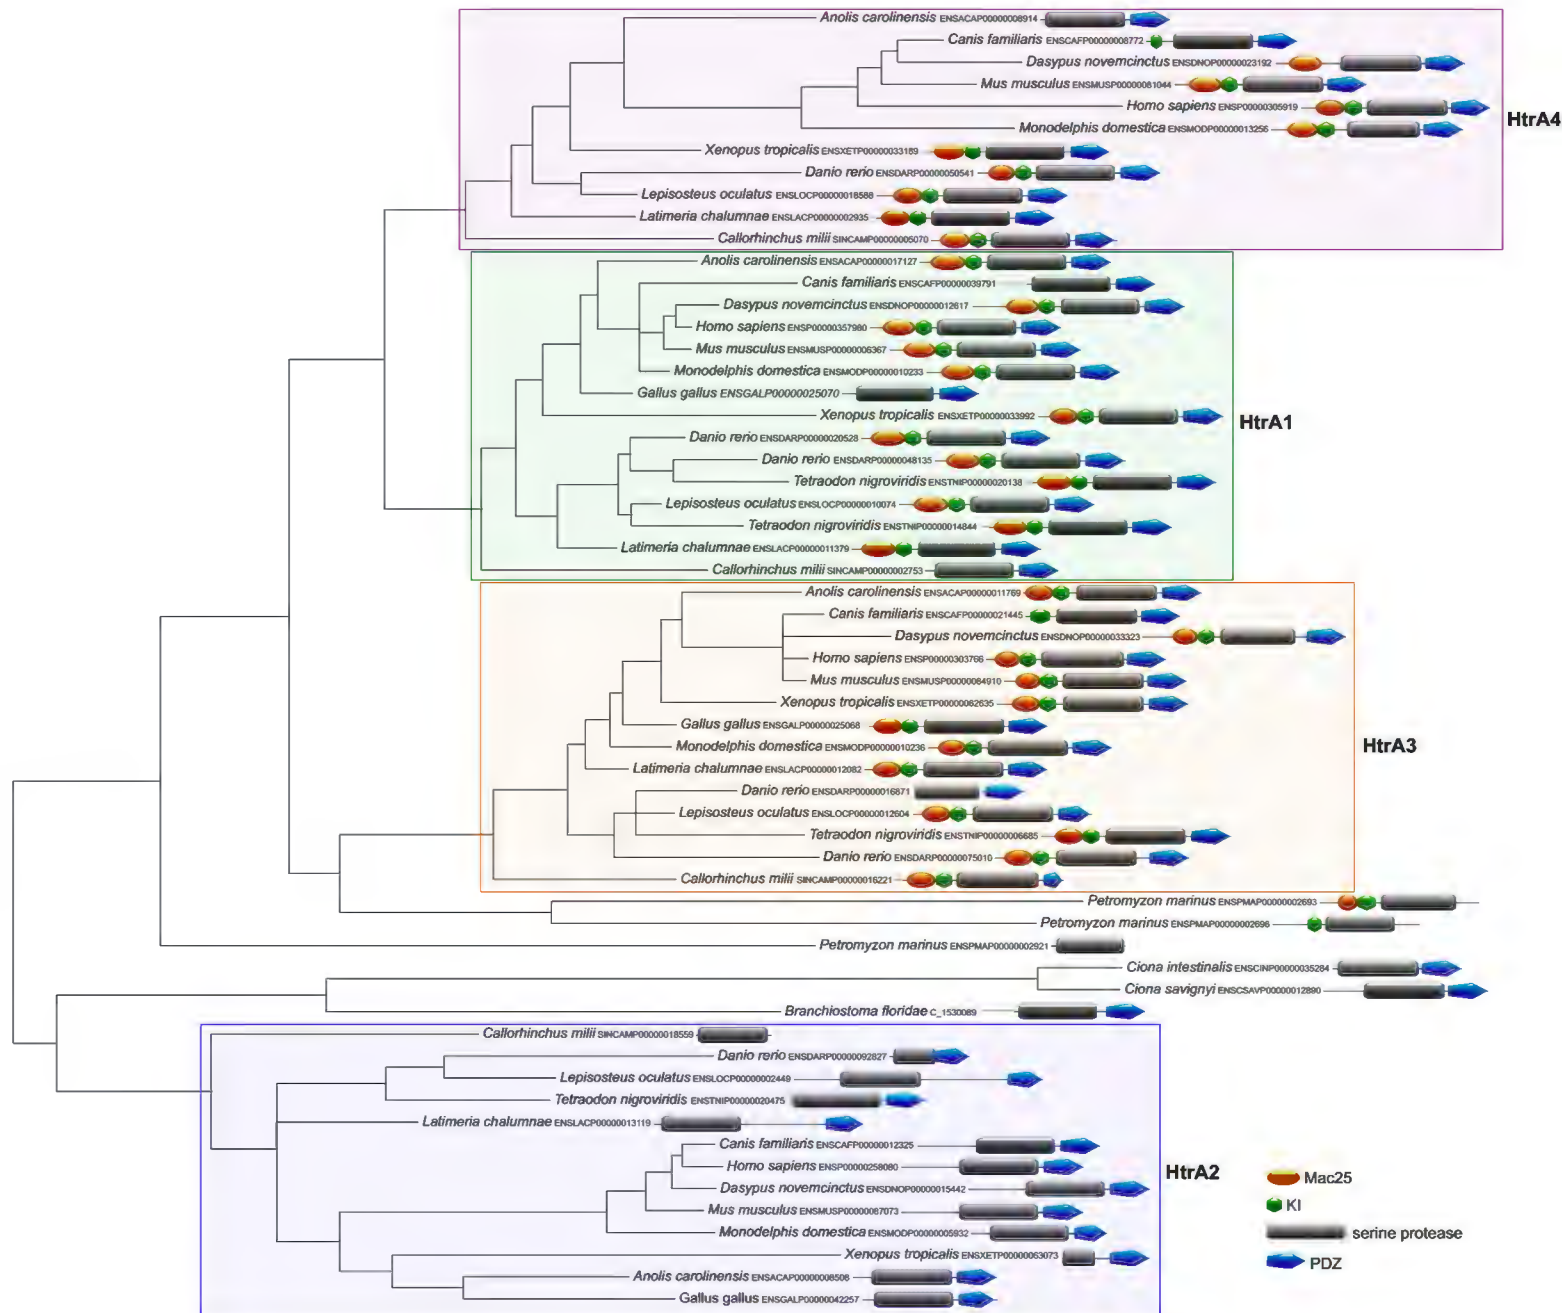 Anolis carolinensis ENSACAP00000008914
Canis familiaris ENSCAFP00000008772
Dasypus novemcinctus ENSDNOP00000023192
Mus musculus ENSMUSP00000081044
Homo sapiens ENSP00000305919
HtrA4
Monodelphis domestica ENSMODP00000013256
Xenopus tropicalis ENSXETP00000033189
Danio rerio ENSDARP00000050541
Lepisosteus oculatus ENSLOCP00000018588
Latimeria chalumnae ENSLACP00000002935
Callorhinchus milii SINCAMP00000005070
Anolis carolinensis ENSACAP00000017127
Canis familiaris ENSCAFP00000039791
Dasypus novemcinctus ENSDNOP00000012617
Homo sapiens ENSP00000357980
Mus musculus ENSMUSP00000006367
Monodelphis domestica ENSMODP00000010233
Gallus gallus ENSGALP00000025070
Xenopus tropicalis ENSXETP00000033992
HtrA1
Danio rerio ENSDARP00000020528
Danio rerio ENSDARP00000048135
Tetraodon nigroviridis ENSTNIP00000020138
Lepisosteus oculatus ENSLOCP00000010074
Tetraodon nigroviridis ENSTNIP00000014844
Latimeria chalumnae ENSLACP00000011379
Callorhinchus milii SINCAMP00000002753
Anolis carolinensis ENSACAP00000011769
Canis familiaris ENSCAFP00000021445
Dasypus novemcinctus ENSDNOP00000033323
Homo sapiens ENSP00000303766
Mus musculus ENSMUSP00000084910
Xenopus tropicalis ENSXETP00000062635
Gallus gallus ENSGALP00000025068
Monodelphis domestica ENSMODP00000010236
HtrA3
Latimeria chalumnae ENSLACP00000012082
Danio rerio ENSDARP00000016871
Lepisosteus oculatus ENSLOCP00000012604
Tetraodon nigroviridis ENSTNIP00000006685
Danio rerio ENSDARP00000075010
Callorhinchus milii SINCAMP00000016221
Petromyzon marinus ENSPMAP00000002693
Petromyzon marinus ENSPMAP00000002696
Petromyzon marinus ENSPMAP00000002921
Ciona intestinalis ENSCINP00000035284
Ciona savignyi ENSCSAVP00000012890
Branchiostoma floridae C_1530089
Callorhinchus milii SINCAMP00000018559
Danio rerio ENSDARP00000092827
Lepisosteus oculatus ENSLOCP00000002449
Tetraodon nigroviridis ENSTNIP00000020475
Latimeria chalumnae ENSLACP00000013119
Canis familiaris ENSCAFP00000012325
Homo sapiens ENSP00000258080
HtrA2
Dasypus novemcinctus ENSDNOP00000015442
Mus musculus ENSMUSP00000087073
Monodelphis domestica ENSMODP00000005932
Xenopus tropicalis ENSXETP00000063073
Anolis carolinensis ENSACAP00000008508
Gallus gallus ENSGALP00000042257
Mac25
KI
serine protease
PDZ